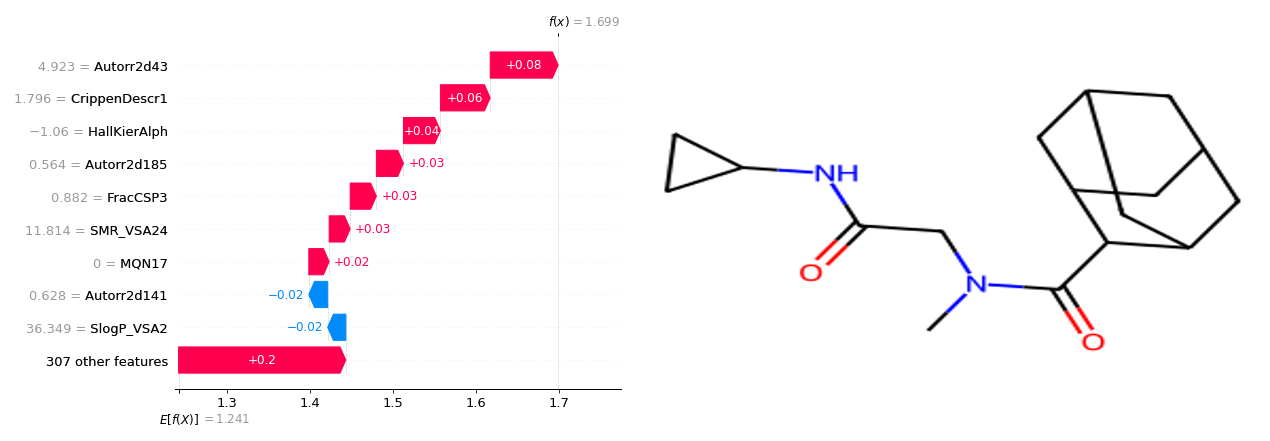 f(x) = 1.699
4.923 = Autorr2d43
+0.08
1.796 = CrippenDescr1
+0.06
−1.06 = HallKierAlph
+0.04
0.564 = Autorr2d185
+0.03
0.882 = FracCSP3
+0.03
11.814 = SMR_VSA24
+0.03
0 = MQN17
+0.02
0.628 = Autorr2d141
−0.02
36.349 = SlogP_VSA2
−0.02
307 other features
+0.2
1.3 1.4 1.5 1.6 1.7
E[f(X)] = 1.241
NH
O
N
O